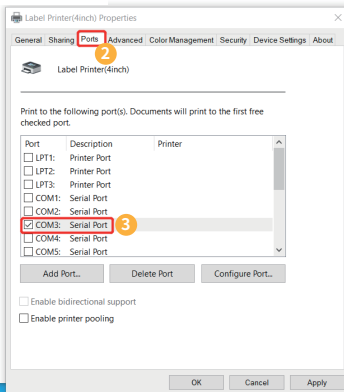 Label Printer(4inch) Properties
General Sharing Ports Advanced Color Management Security Device Settings About
2
Label Printer(4inch)
Print to the following port(s). Documents will print to the first free
checked port.
Port Description Printer
LPT1: Printer Port
LPT2: Printer Port
LPT3: Printer Port
COM1: Serial Port
COM2: Serial Port
COM3: Serial Port 3
COM4: Serial Port
COM5: Serial Port
Add Port... Delete Port Configure Port...
Enable bidirectional support
Enable printer pooling
OK Cancel Apply